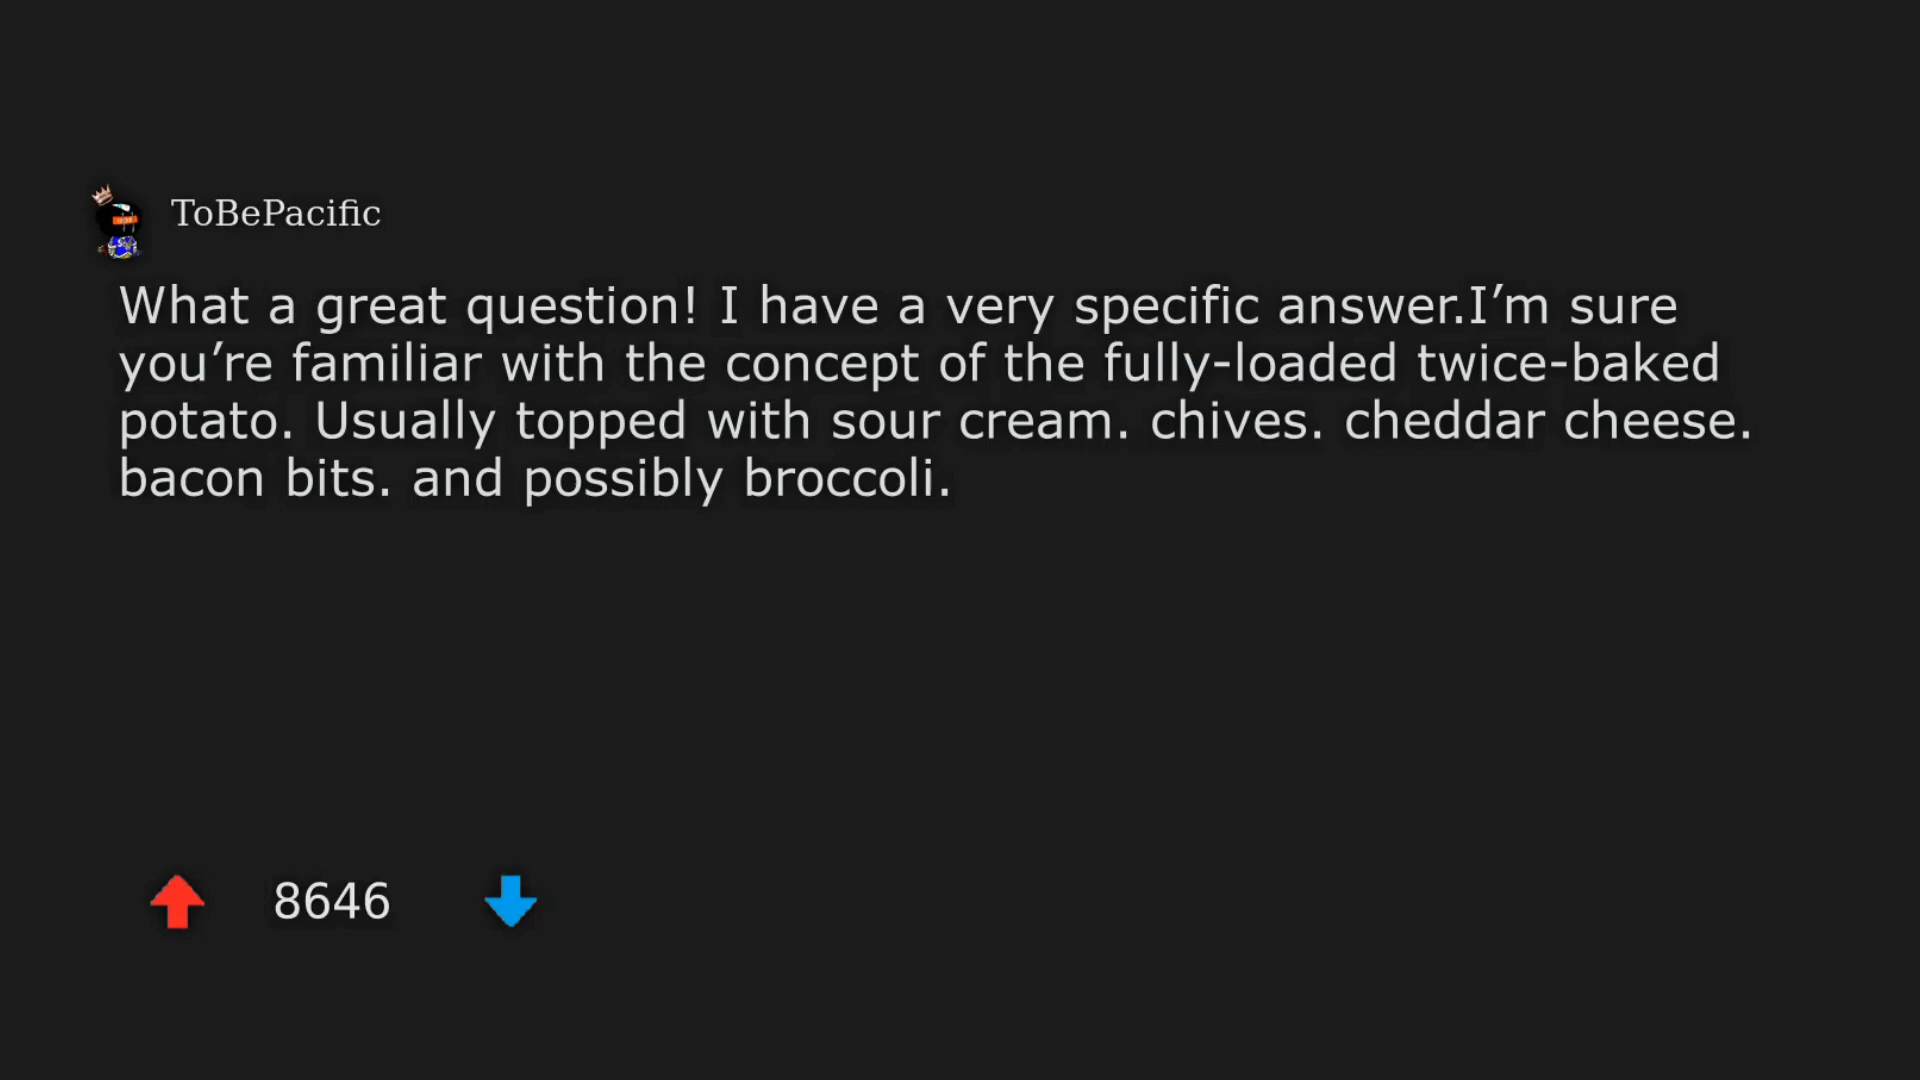 ToBePacific
What a great question! I have a very specific answer.I’m sure
you’re familiar with the concept of the fully-loaded twice-baked
potato. Usually topped with sour cream. chives. cheddar cheese.
bacon bits. and possibly broccoli.
8646